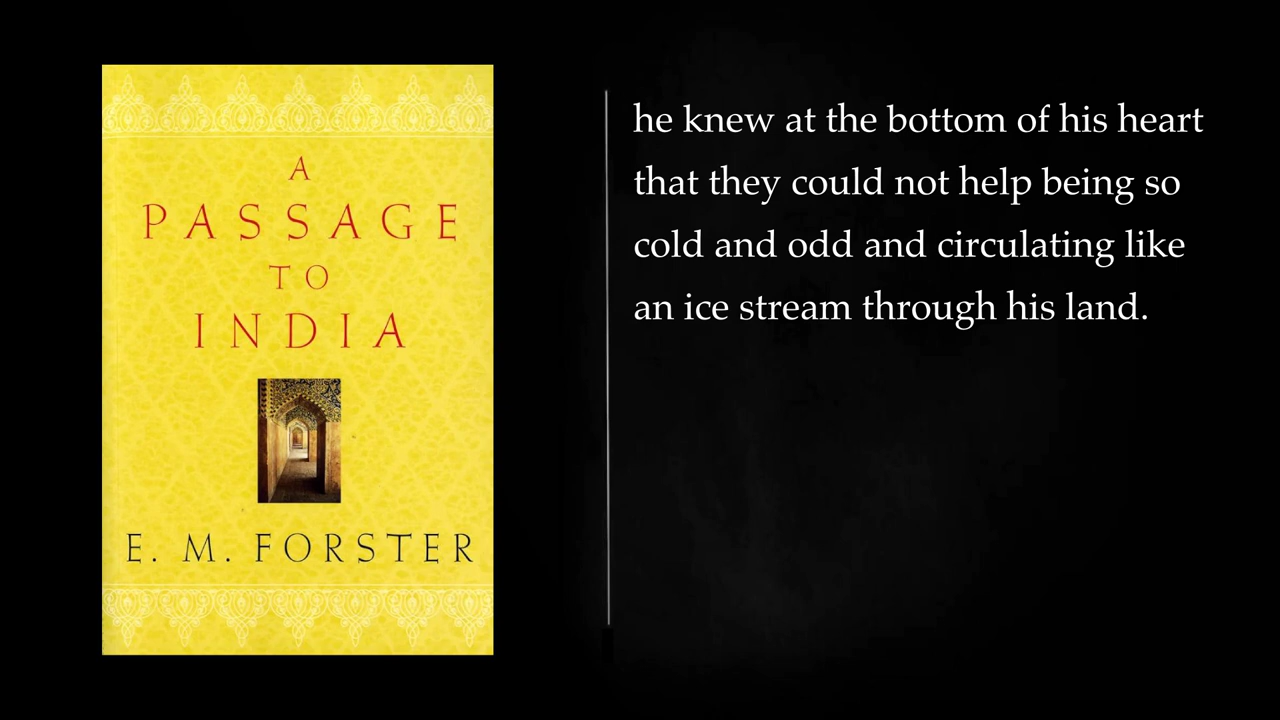 A
PASSAGE
TO
INDIA
E. M. FORSTER
he knew at the bottom of his heart
that they could not help being so
cold and odd and circulating like
an ice stream through his land.